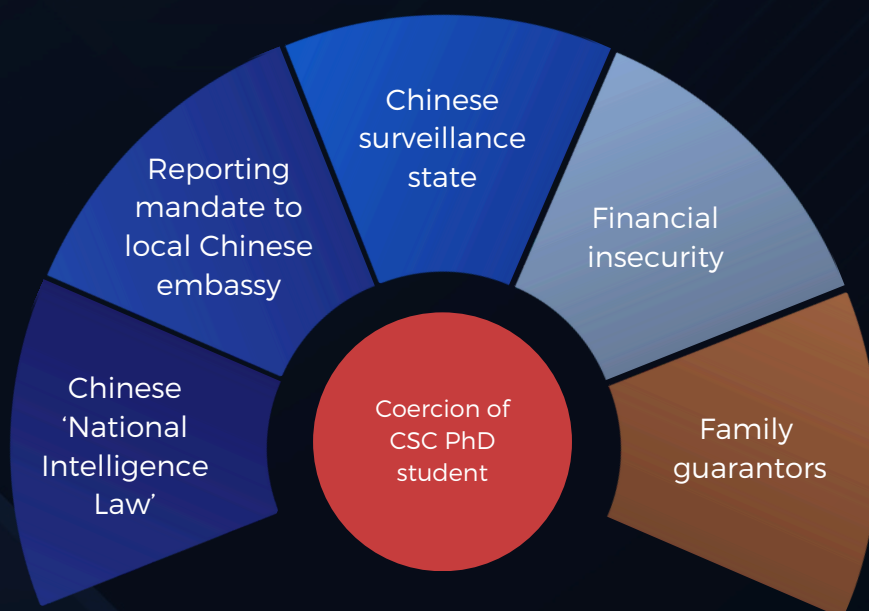 Chinese
‘National
Intelligence
Law’
Reporting
mandate to
local Chinese
embassy
Chinese
surveillance
state
Financial
insecurity
Family
guarantors
Coercion of
CSC PhD
student